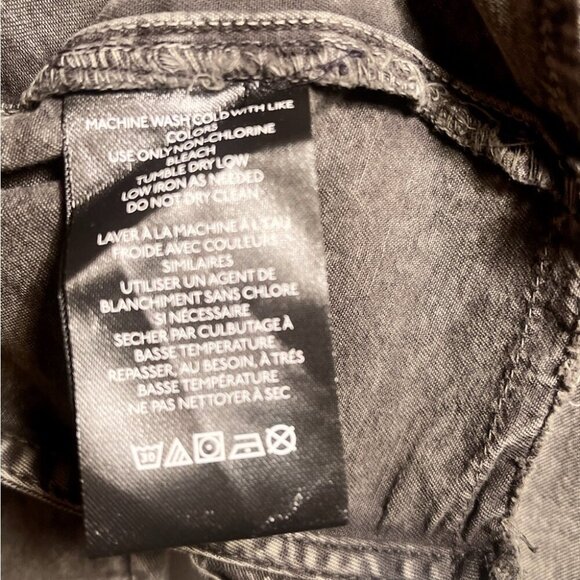 MACHINE WASH COLD WITH LIKE
COLORS
USE ONLY NON-CHLORINE
BLEACH
TUMBLE DRY LOW
LOW IRON AS NEEDED
DO NOT DRY CLEAN
LAVER À LA MACHINE À L'EAU
FROIDE AVEC COULEURS
SIMILAIRES
UTILISER UN AGENT DE
BLANCHIMENT SANS CHLORE
SI NÉCESSAIRE
SECHER PAR CULBUTAGE À
BASSE TEMPERATURE
REPASSER, AU BESOIN, À TRÉS
BASSE TEMPÉRATURE
NE PAS NETTOYER À SEC
30